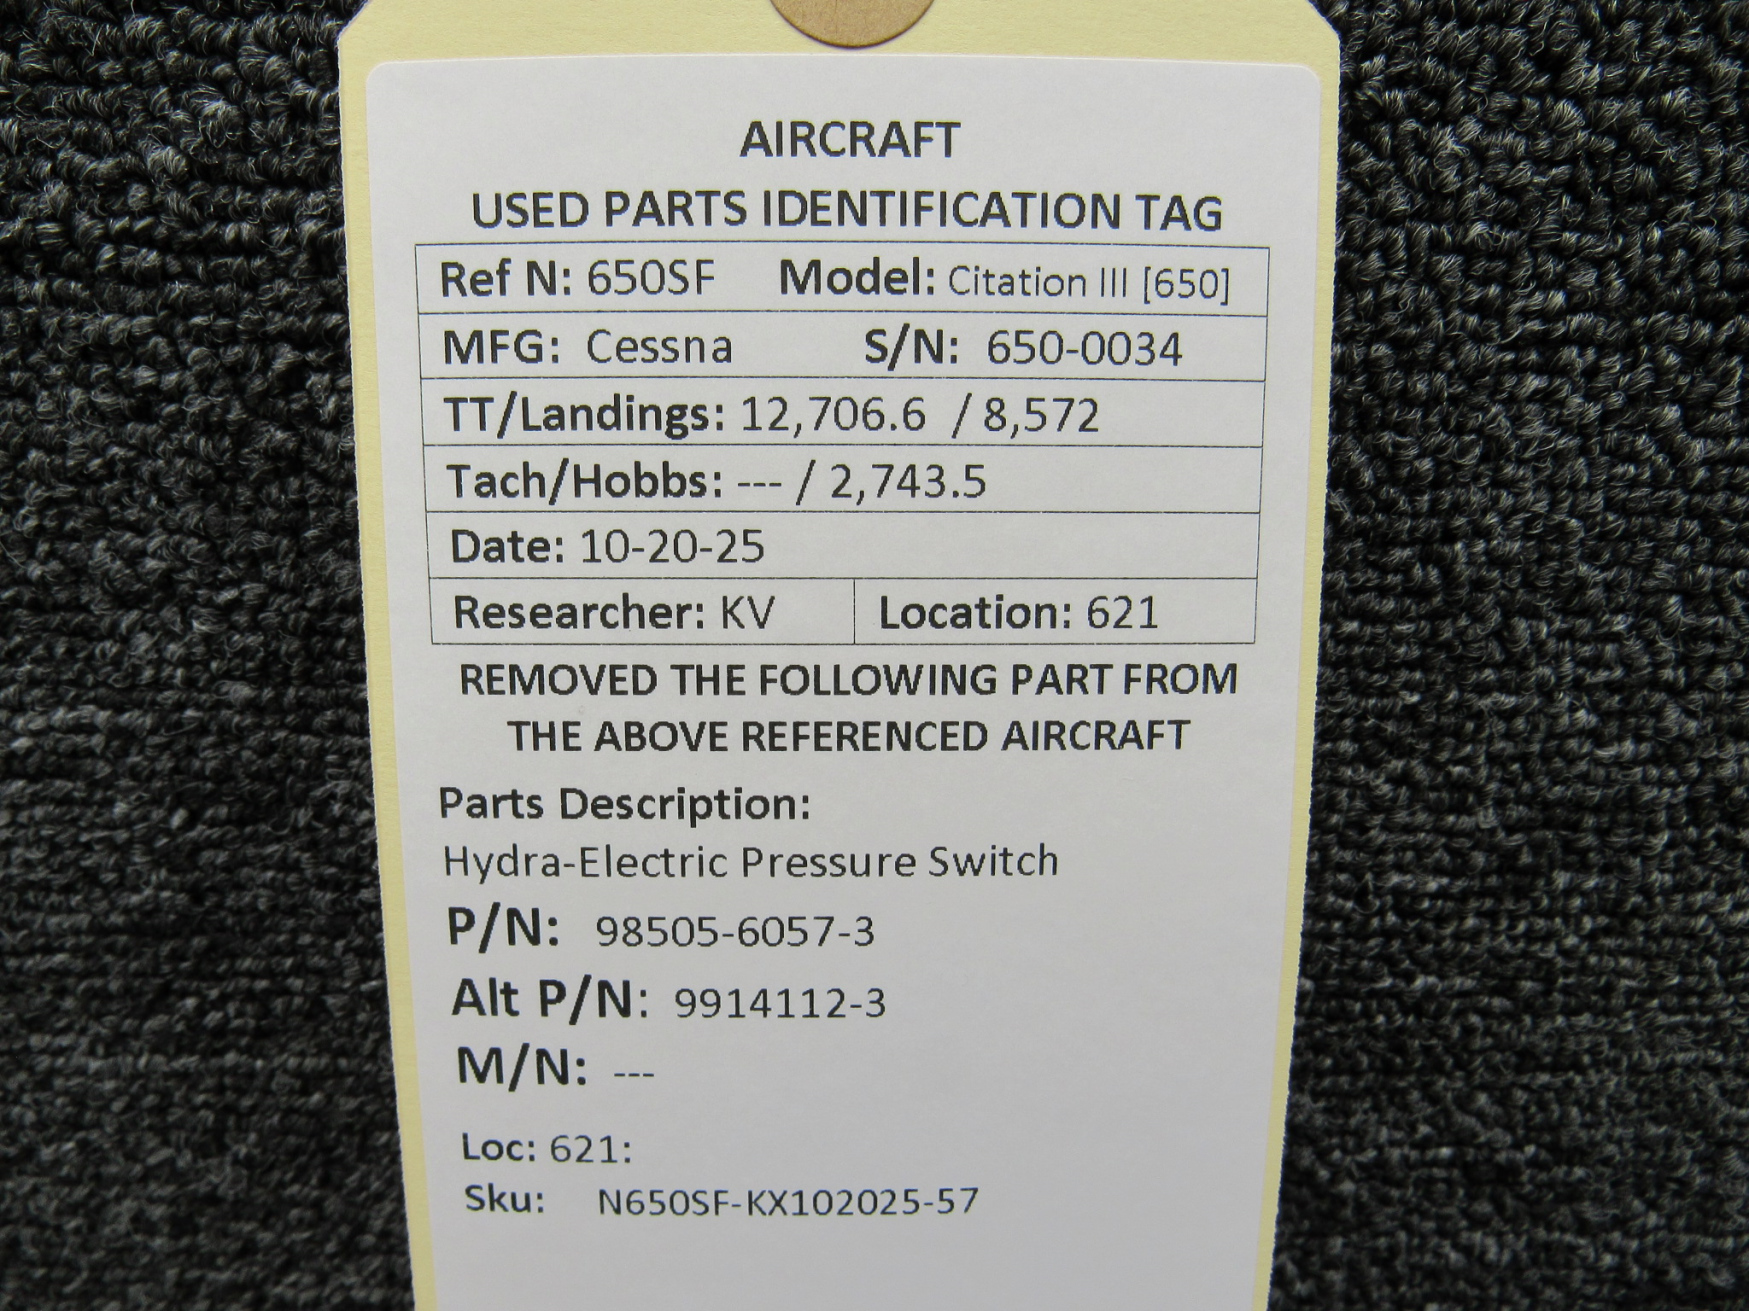 AIRCRAFT
USED PARTS IDENTIFICATION TAG
Ref N: 650SF Model: Citation III [650]
MFG: Cessna S/N: 650-0034
TT/Landings: 12,706.6 / 8,572
Tach/Hobbs: --- / 2,743.5
Date: 10-20-25
Researcher: KV Location: 621
REMOVED THE FOLLOWING PART FROM
THE ABOVE REFERENCED AIRCRAFT
Parts Description:
Hydra-Electric Pressure Switch
P/N: 98505-6057-3
Alt P/N: 9914112-3
M/N: ---
Loc: 621:
Sku: N650SF-KX102025-57